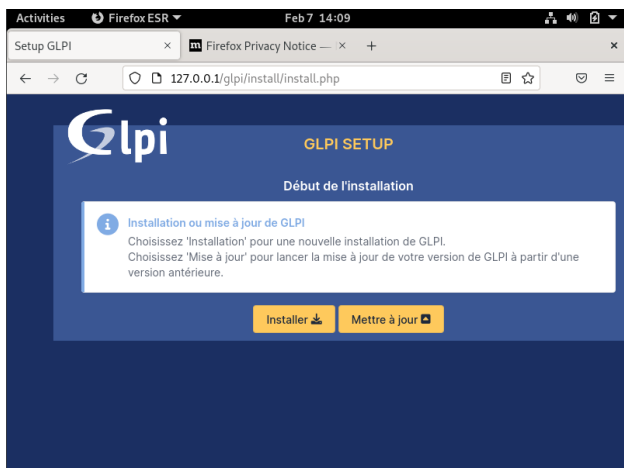 Activities Firefox ESR Feb 7 14:09
Setup GLPI × m Firefox Privacy Notice — × + ×
127.0.0.1/glpi/install/install.php
Glpi
GLPI SETUP
Début de l'installation
Installation ou mise à jour de GLPI
Choisissez 'Installation' pour une nouvelle installation de GLPI.
Choisissez 'Mise à jour' pour lancer la mise à jour de votre version de GLPI à partir d'une
version antérieure.
Installer Mettre à jour